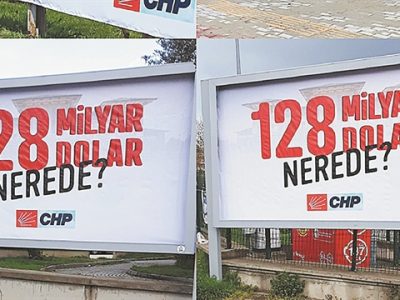 CHP
28 MİLYAR
DOLAR
NEREDE?
CHP
128 MİLYA
DOLA
NEREDE?
CHP